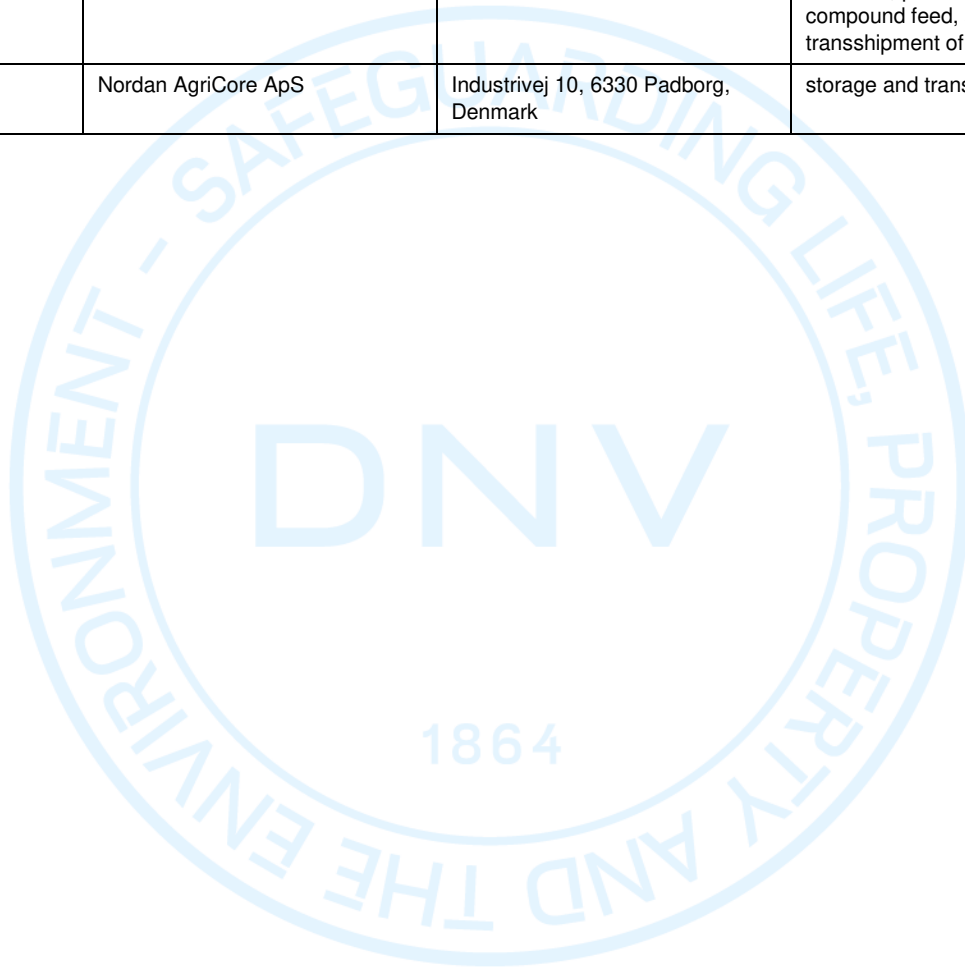 compound feed,
transshipment of
Nordan AgriCore ApS
Industrivej 10, 6330 Padborg,
Denmark
storage and trans
SAFEGUARDING LIFE, PROPERTY AND THE ENVIRONMENT -
DNV
1864